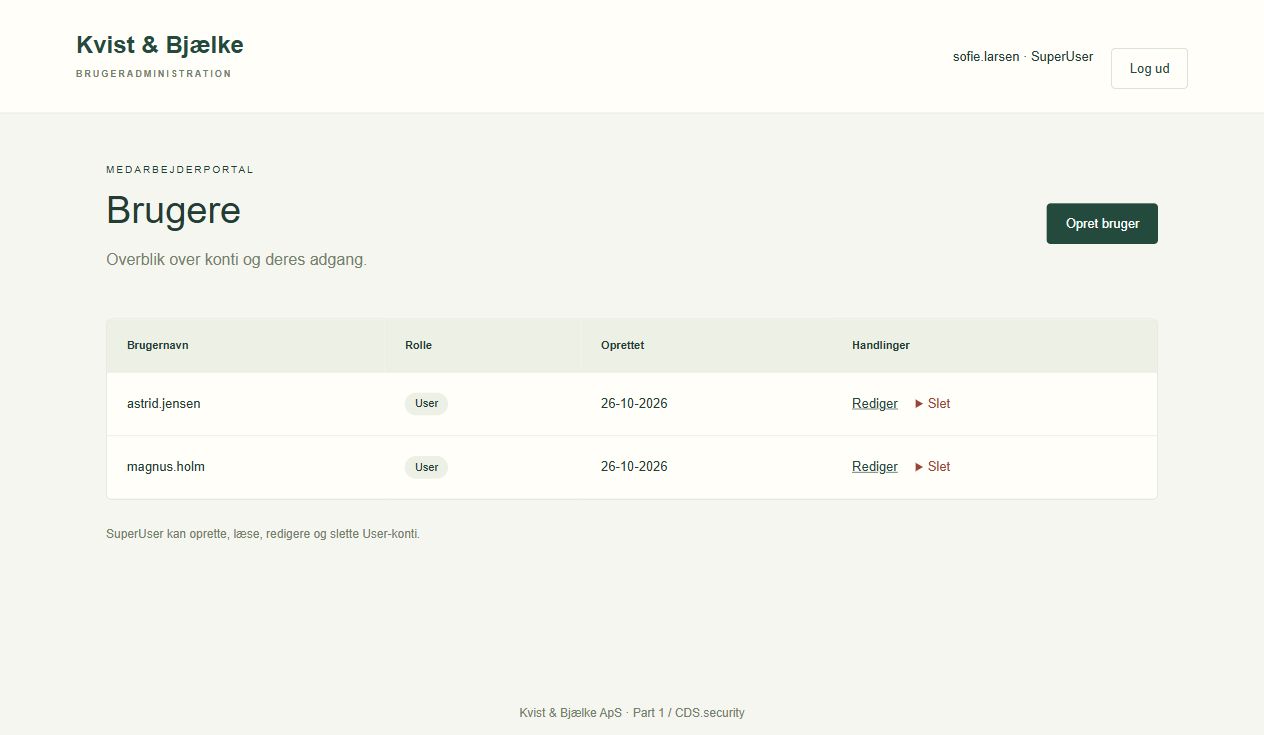 Kvist & Bjælke
BRUGERADMINISTRATION
sofie.larsen · SuperUser
Log ud
MEDARBEJDERPORTAL
Brugere
Overblik over konti og deres adgang.
Opret bruger
Brugernavn Rolle Oprettet Handlinger
astrid.jensen User 26-10-2026 Rediger ▶ Slet
magnus.holm User 26-10-2026 Rediger ▶ Slet
SuperUser kan oprette, læse, redigere og slette User-konti.
Kvist & Bjælke ApS · Part 1 / CDS.security